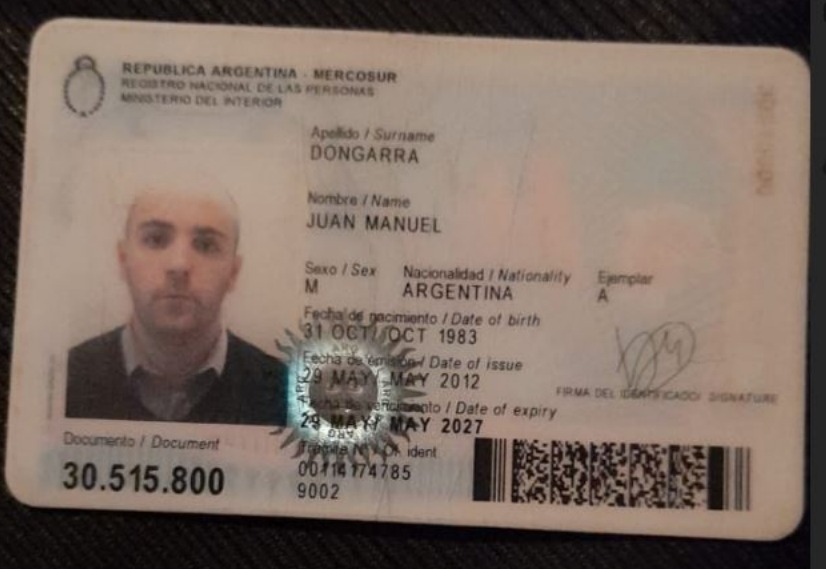 REPUBLICA ARGENTINA - MERCOSUR
REGISTRO NACIONAL DE LAS PERSONAS
MINISTERIO DEL INTERIOR
Apellido / Surname
DONGARRA
Nombre / Name
JUAN MANUEL
Sexo / Sex Nacionalidad / Nationality Ejemplar
M ARGENTINA A
Fecha de nacimiento / Date of birth
31 OCT/ OCT 1983
Fecha de emisión / Date of issue
29 MAY/ MAY 2012
FIRMA DEL IDENTIFICADO/ SIGNATURE
Fecha de vencimiento / Date of expiry
29 MAY/ MAY 2027
Documento / Document
30.515.800
Trámite Nº / Of. ident
00114174785
9002